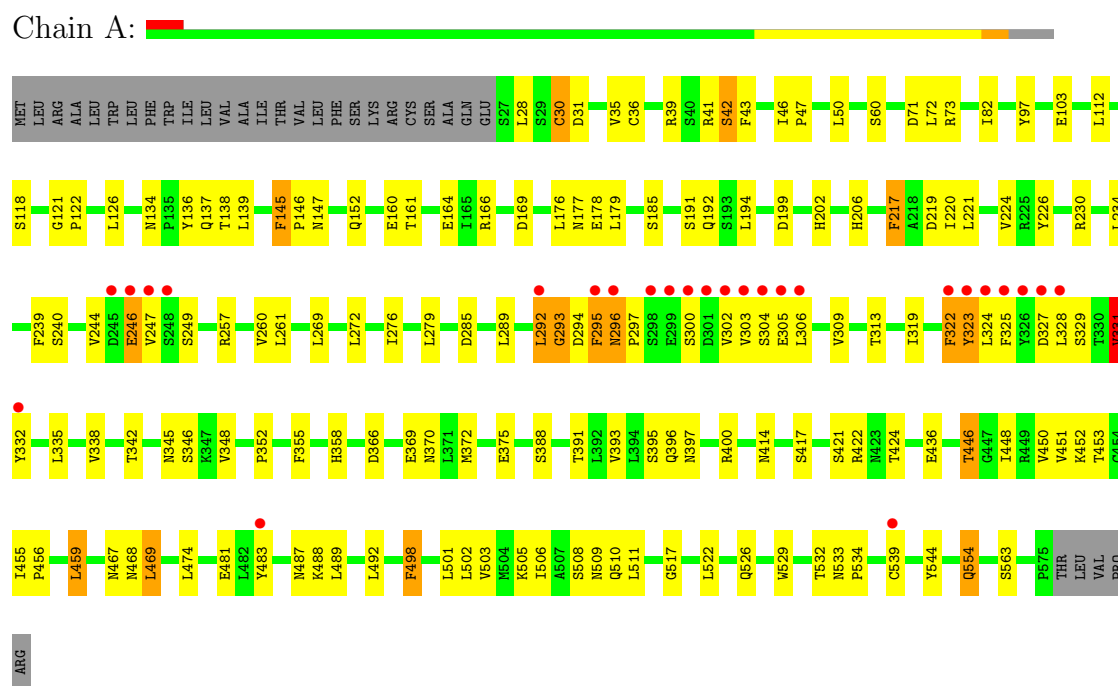 Chain A:
MET LEU ARG ALA LEU TRP LEU PHE TRP ILE LEU VAL ALA ILE THR VAL LEU PHE SER LYS ARG CYS SER ALA GLN GLU S27 L28 S29 C30 D31 V35 C36 R39 S40 R41 S42 F43 I46 P47 L50 S60 D71 L72 R73 I82 Y97 E103 L112
S118 G121 P122 L126 N134 P135 Y136 Q137 T138 L139 F145 P146 N147 Q152 E160 T161 E164 I165 R166 D169 L176 N177 E178 L179 S185 S191 Q192 S193 L194 D199 H202 H206 F217 A218 D219 I220 L221 V224 R225 Y226 R230 L234
F239 S240 V244 D245 E246 V247 S248 S249 R257 V260 L261 L269 L272 I276 L279 D285 L289 L292 G293 D294 F295 N296 P297 S298 E299 S300 D301 V302 V303 S304 E305 L306 V309 T313 I319 F322 Y323 L324 F325 Y326 D327 L328 S329 T330
Y332 L335 V338 T342 N345 S346 K347 V348 P352 F355 H358 D366 E369 N370 L371 M372 E375 S388 T391 L392 V393 L394 S395 Q396 N397 R400 N414 S417 S421 R422 N423 T424 E436 T446 G447 I448 R449 V450 V451 K452 T453 C454
I455 P456 L459 N467 N468 L469 L474 E481 L482 Y483 N487 K488 L489 L492 F498 L501 L502 V503 M504 K505 I506 A507 S508 N509 Q510 L511 G517 L522 Q526 W529 T532 N533 P534 C539 Y544 Q554 S563 P575 THR LEU VAL PRO
ARG